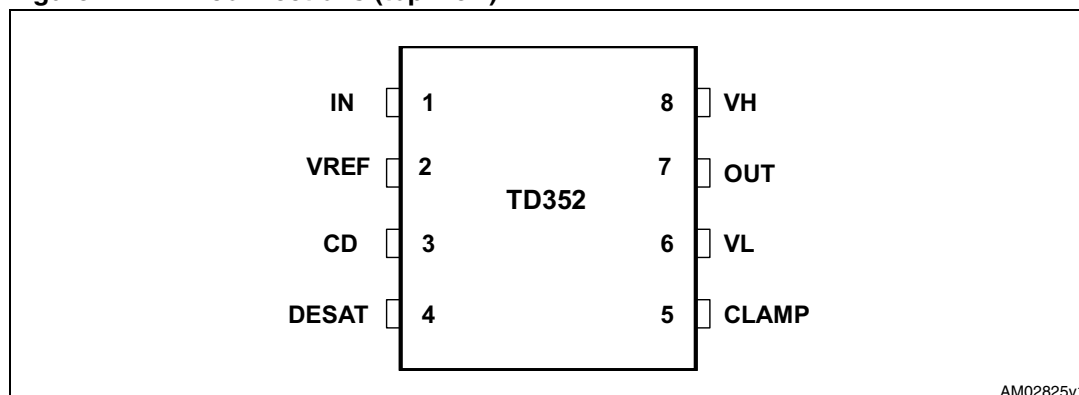 IN 1 8 VH
VREF 2 7 OUT
TD352
CD 3 6 VL
DESAT 4 5 CLAMP